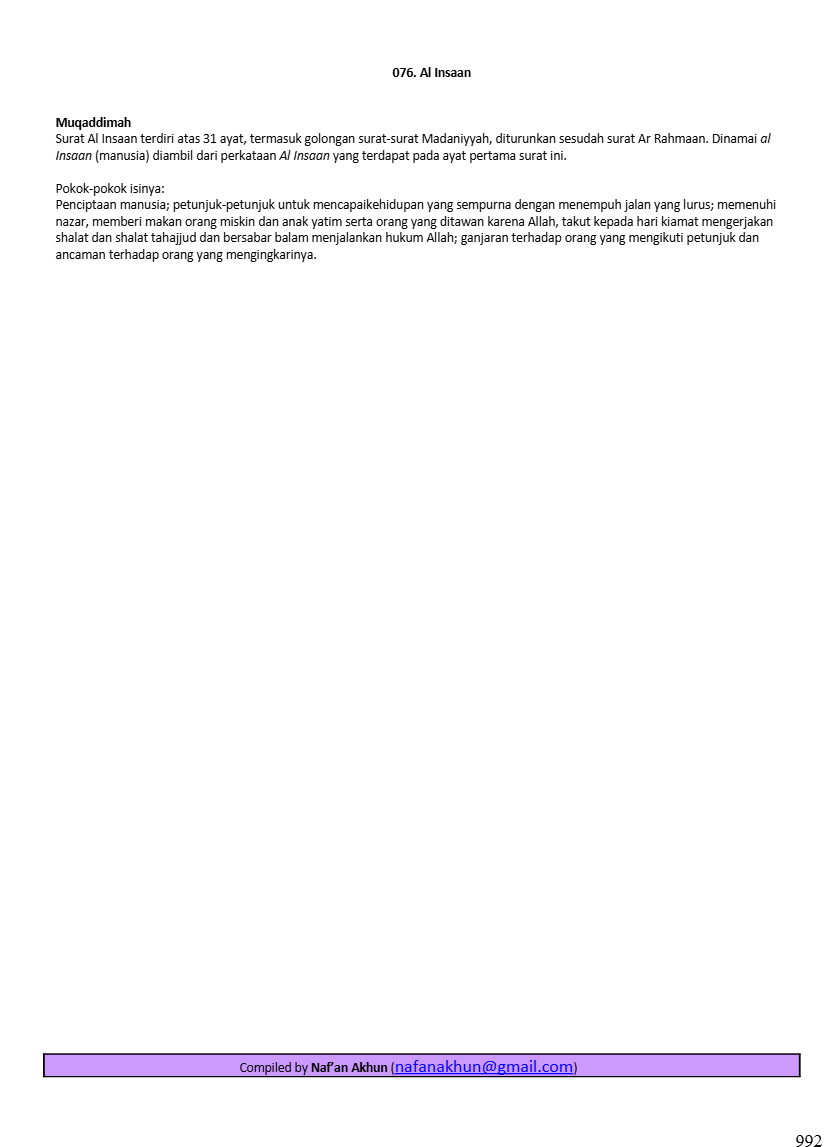 076. Al Insaan
Muqaddimah
Surat Al Insaan terdiri atas 31 ayat, termasuk golongan surat-surat Madaniyyah, diturunkan sesudah surat Ar Rahmaan. Dinamai al
Insaan (manusia) diambil dari perkataan Al Insaan yang terdapat pada ayat pertama surat ini.
Pokok-pokok isinya:
Penciptaan manusia; petunjuk-petunjuk untuk mencapaikehidupan yang sempurna dengan menempuh jalan yang lurus; memenuhi
nazar, memberi makan orang miskin dan anak yatim serta orang yang ditawan karena Allah, takut kepada hari kiamat mengerjakan
shalat dan shalat tahajjud dan bersabar balam menjalankan hukum Allah; ganjaran terhadap orang yang mengikuti petunjuk dan
ancaman terhadap orang yang mengingkarinya.
Compiled by Naf’an Akhun (nafanakhun@gmail.com)
992